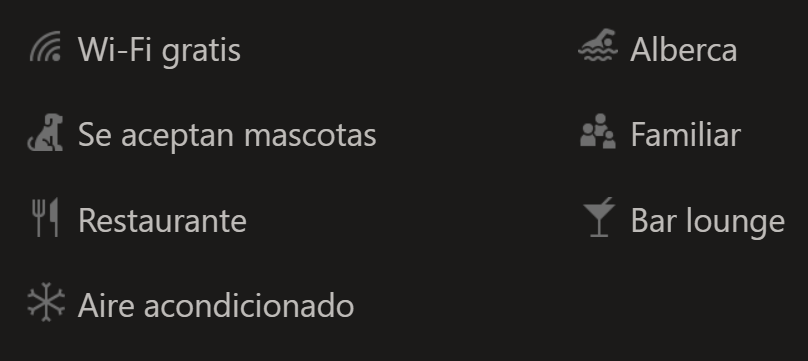 Wi-Fi gratis
Alberca
Se aceptan mascotas
Familiar
Restaurante
Bar lounge
Aire acondicionado